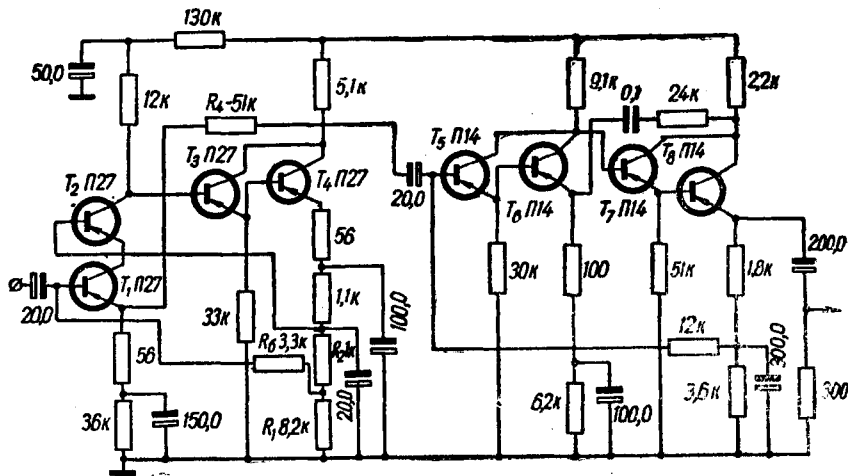 130к
50,0
12к
5,1к
9,1к
0,1
24к
2,2к
R₄-51к
T₃ П27
T₄ П27
T₅ П14
T₈ П14
T₂ П27
20,0
T₆ П14
T₇ П14
56
200,0
T₁ П27
30к
100
51к
1,8к
20,0
33к
1,1к
100,0
56
R₆ 3,3к
R₂ 1к
12к
300,0
20,0
36к
150,0
R₁ 8,2к
6,2к
100,0
3,6к
300